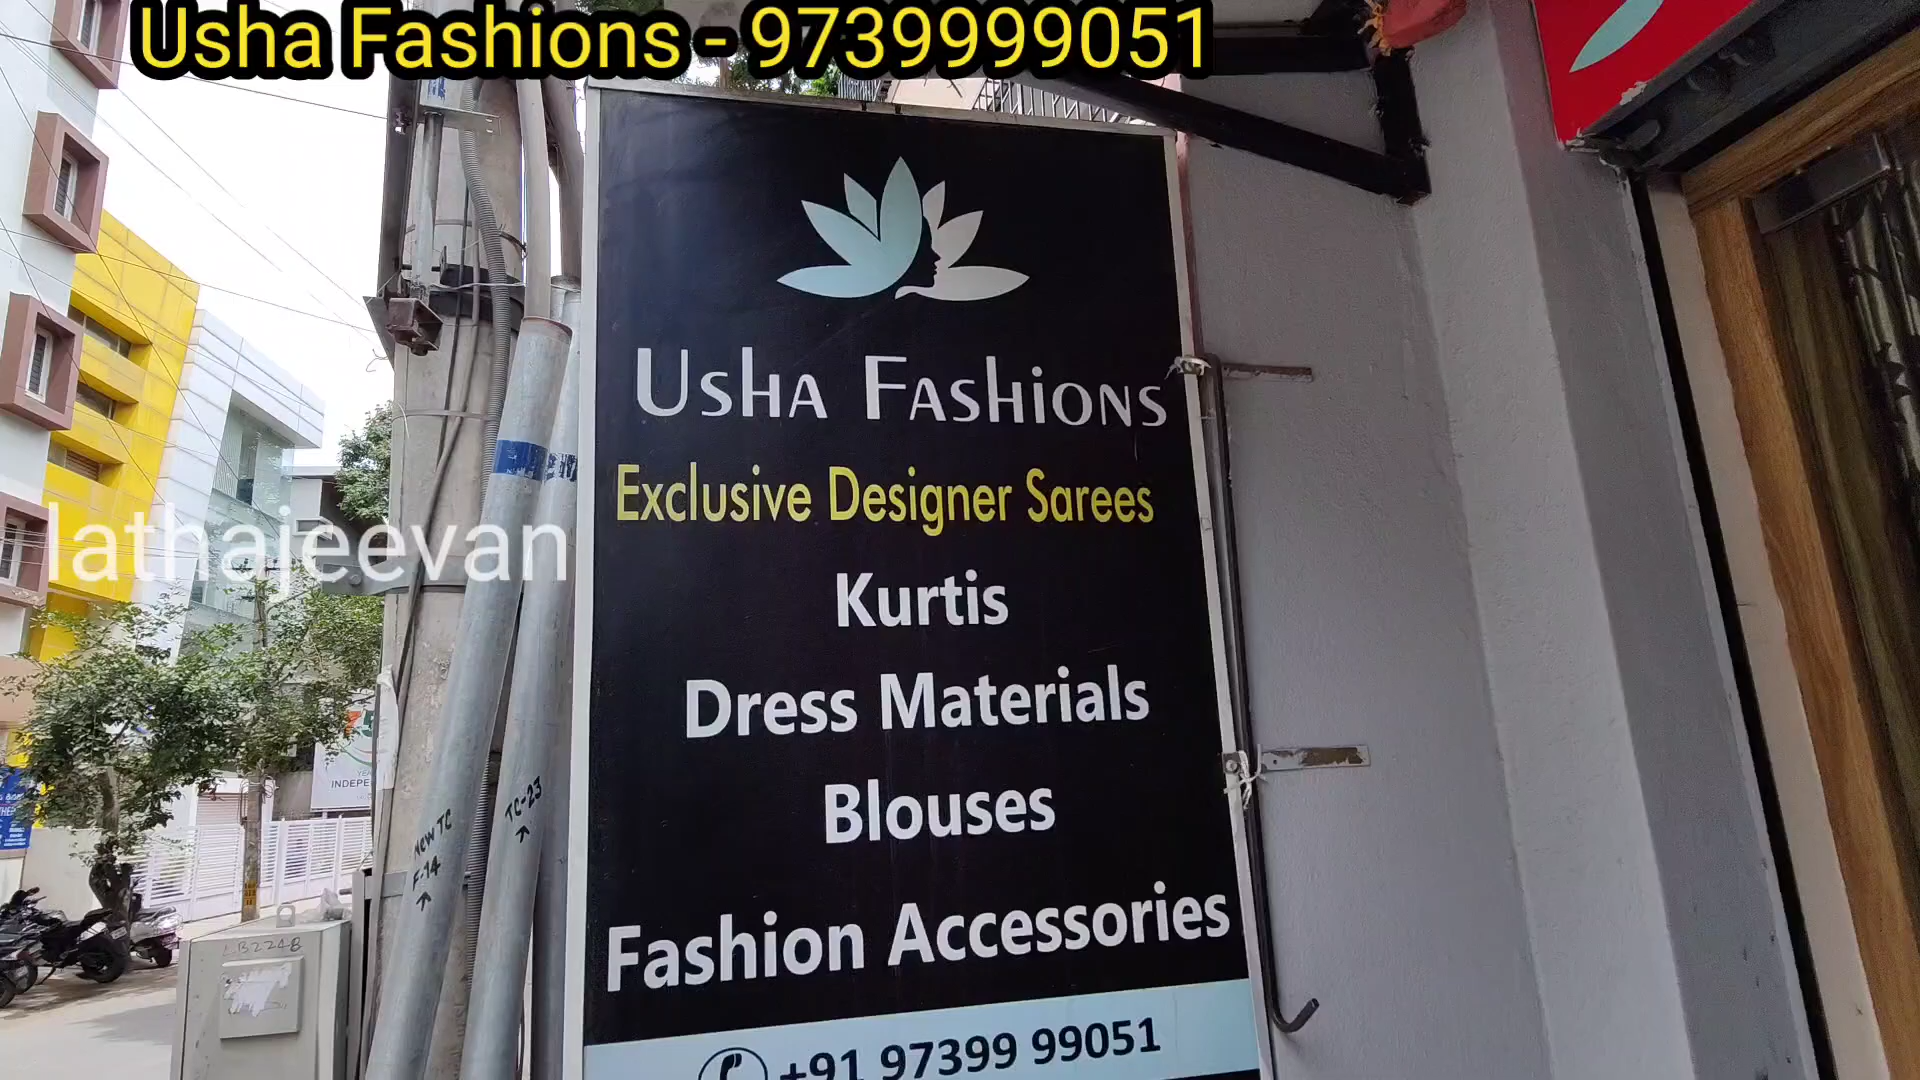 Usha Fashions - 9739999051
Usha Fashions
Exclusive Designer Sarees
Kurtis
Dress Materials
Blouses
Fashion Accessories
+91 97399 99051
lathajeevan
New TC
F-14
TC-23